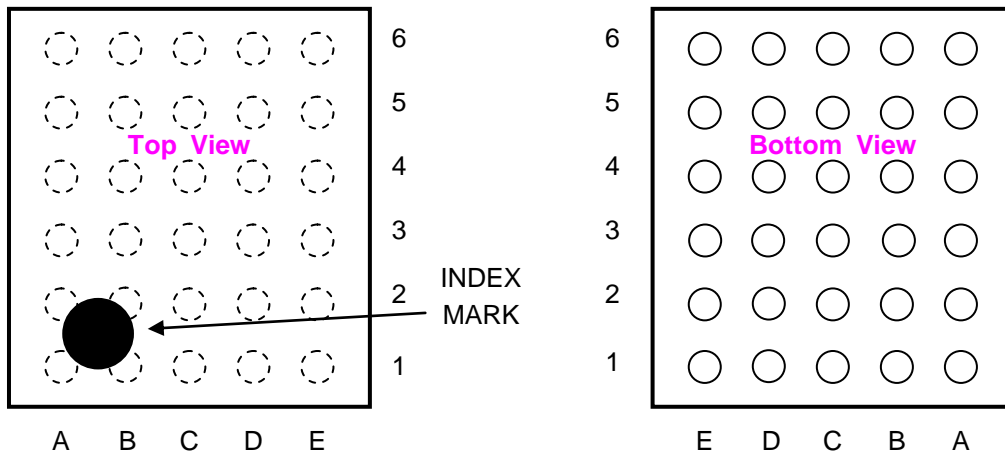 6 6
5 5
Top View Bottom View
4 4
3 3
INDEX
2 2
MARK
1 1
A B C D E E D C B A